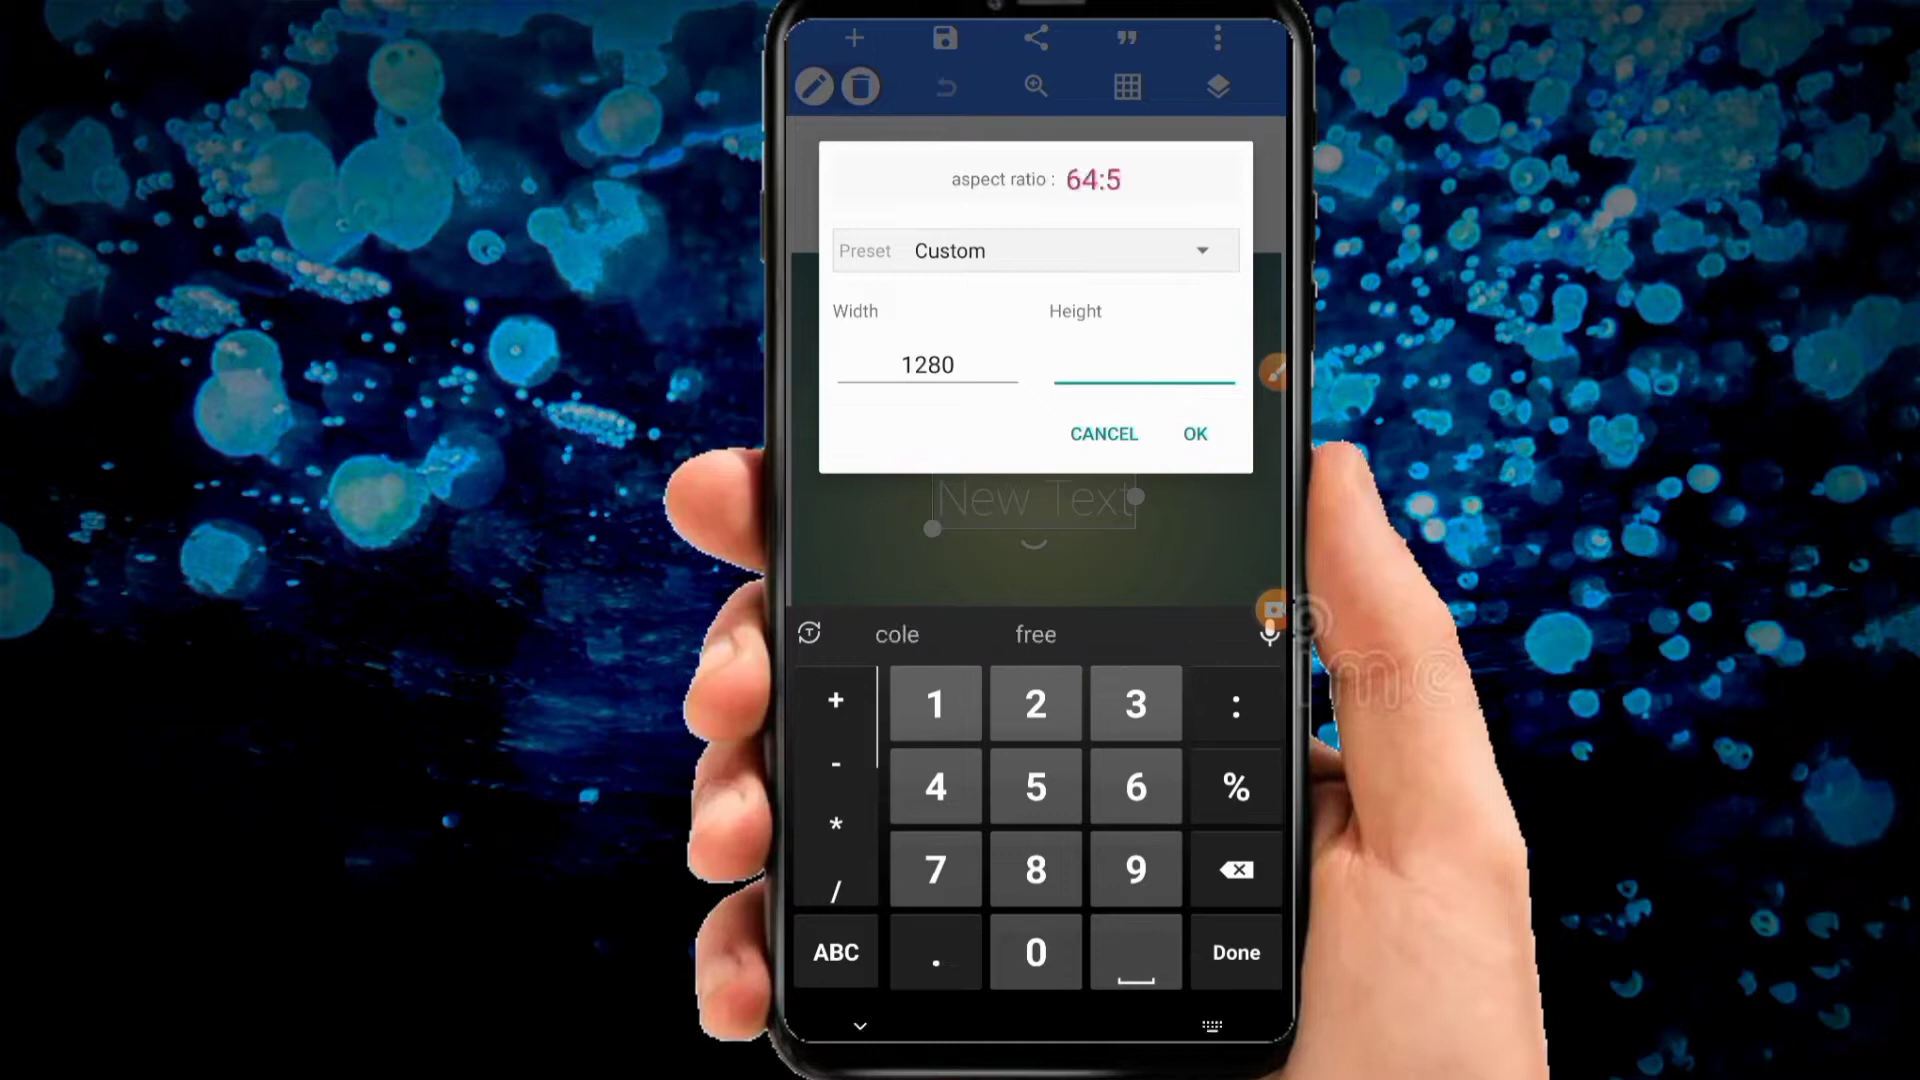 aspect ratio : 64:5
Preset Custom
Width Height
1280
CANCEL OK
New Text
cole free
+ 1 2 3 :
- 4 5 6 %
* 7 8 9
/
ABC . 0 Done